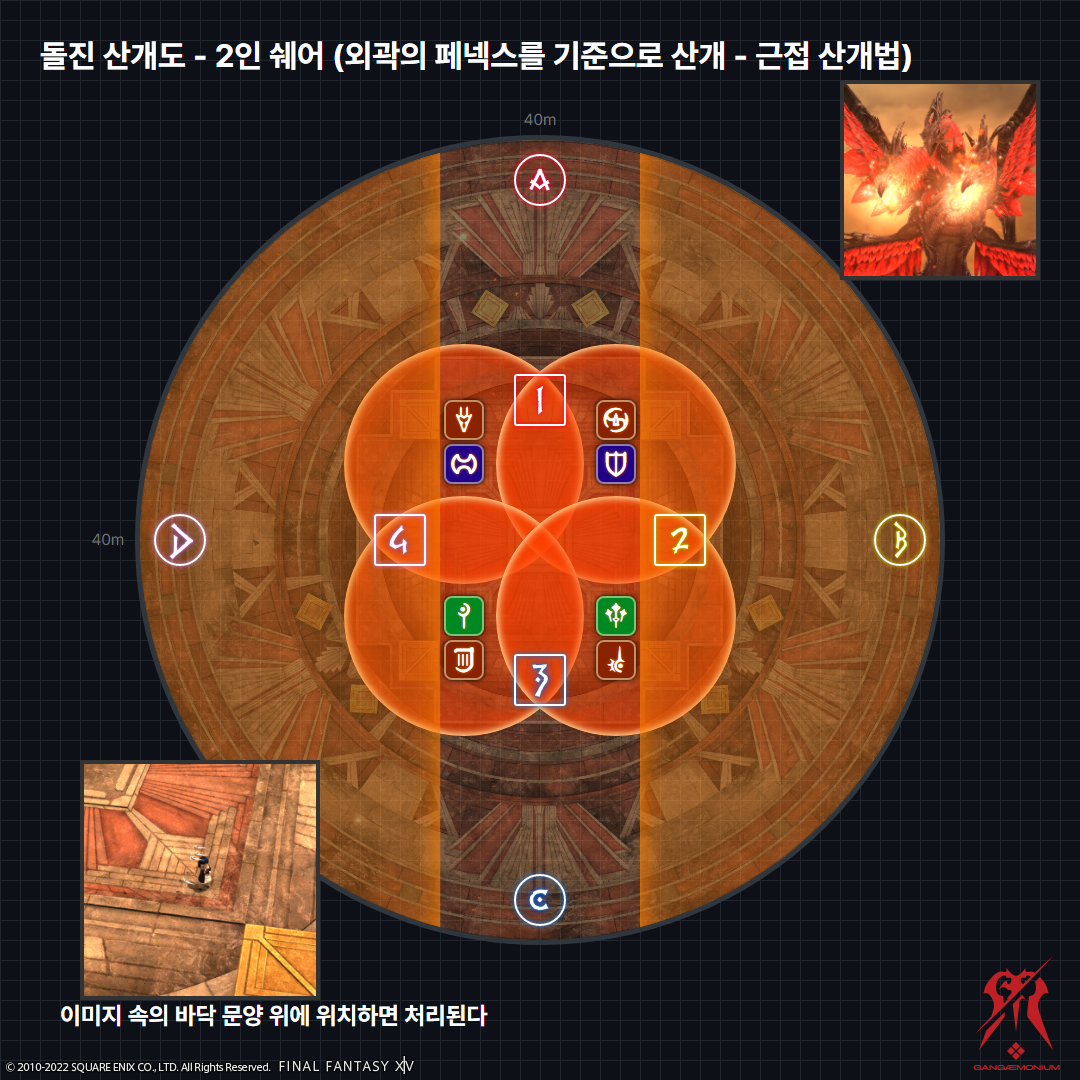 돌진 산개도 - 2인 쉐어 (외곽의 페넥스를 기준으로 산개 - 근접 산개법)
40m
A
1
40m
D
4
2
B
3
C
이미지 속의 바닥 문양 위에 위치하면 처리된다
© 2010-2022 SQUARE ENIX CO., LTD. All Rights Reserved. FINAL FANTASY XIV
GANGÆMONIUM